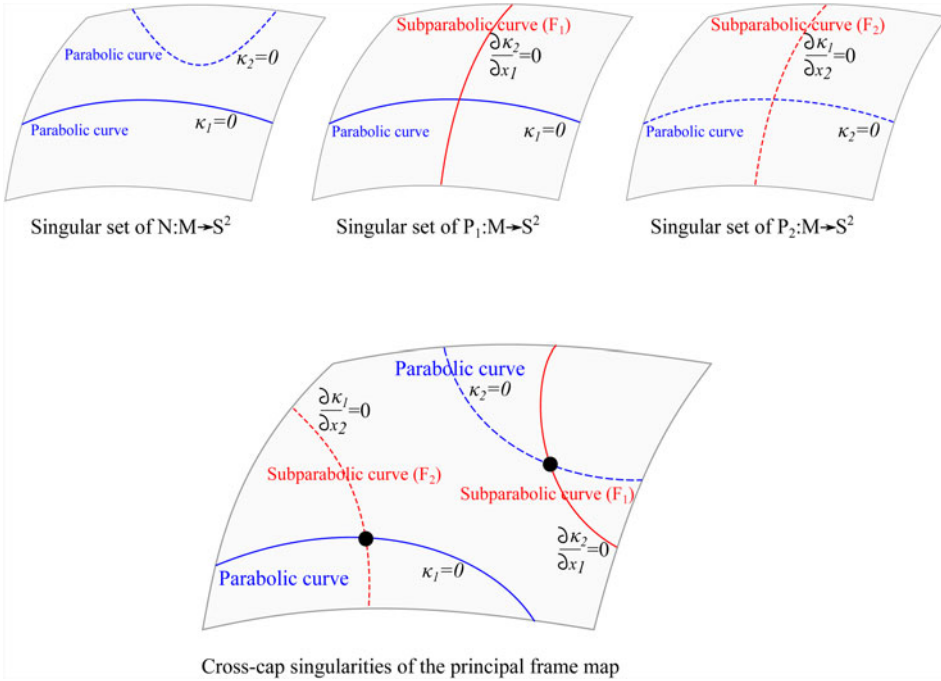 Parabolic curve
κ₂=0
Parabolic curve
κ₁=0
Singular set of N:M→S²
Subparabolic curve (F₁)
∂κ₂
∂x₁
=0
Parabolic curve
κ₁=0
Singular set of P₁:M→S²
Subparabolic curve (F₂)
∂κ₁
∂x₂
=0
Parabolic curve
κ₂=0
Singular set of P₂:M→S²
Parabolic curve
κ₂=0
∂κ₁
∂x₂
=0
Subparabolic curve (F₂)
Subparabolic curve (F₁)
∂κ₂
∂x₁
=0
Parabolic curve
κ₁=0
Cross-cap singularities of the principal frame map